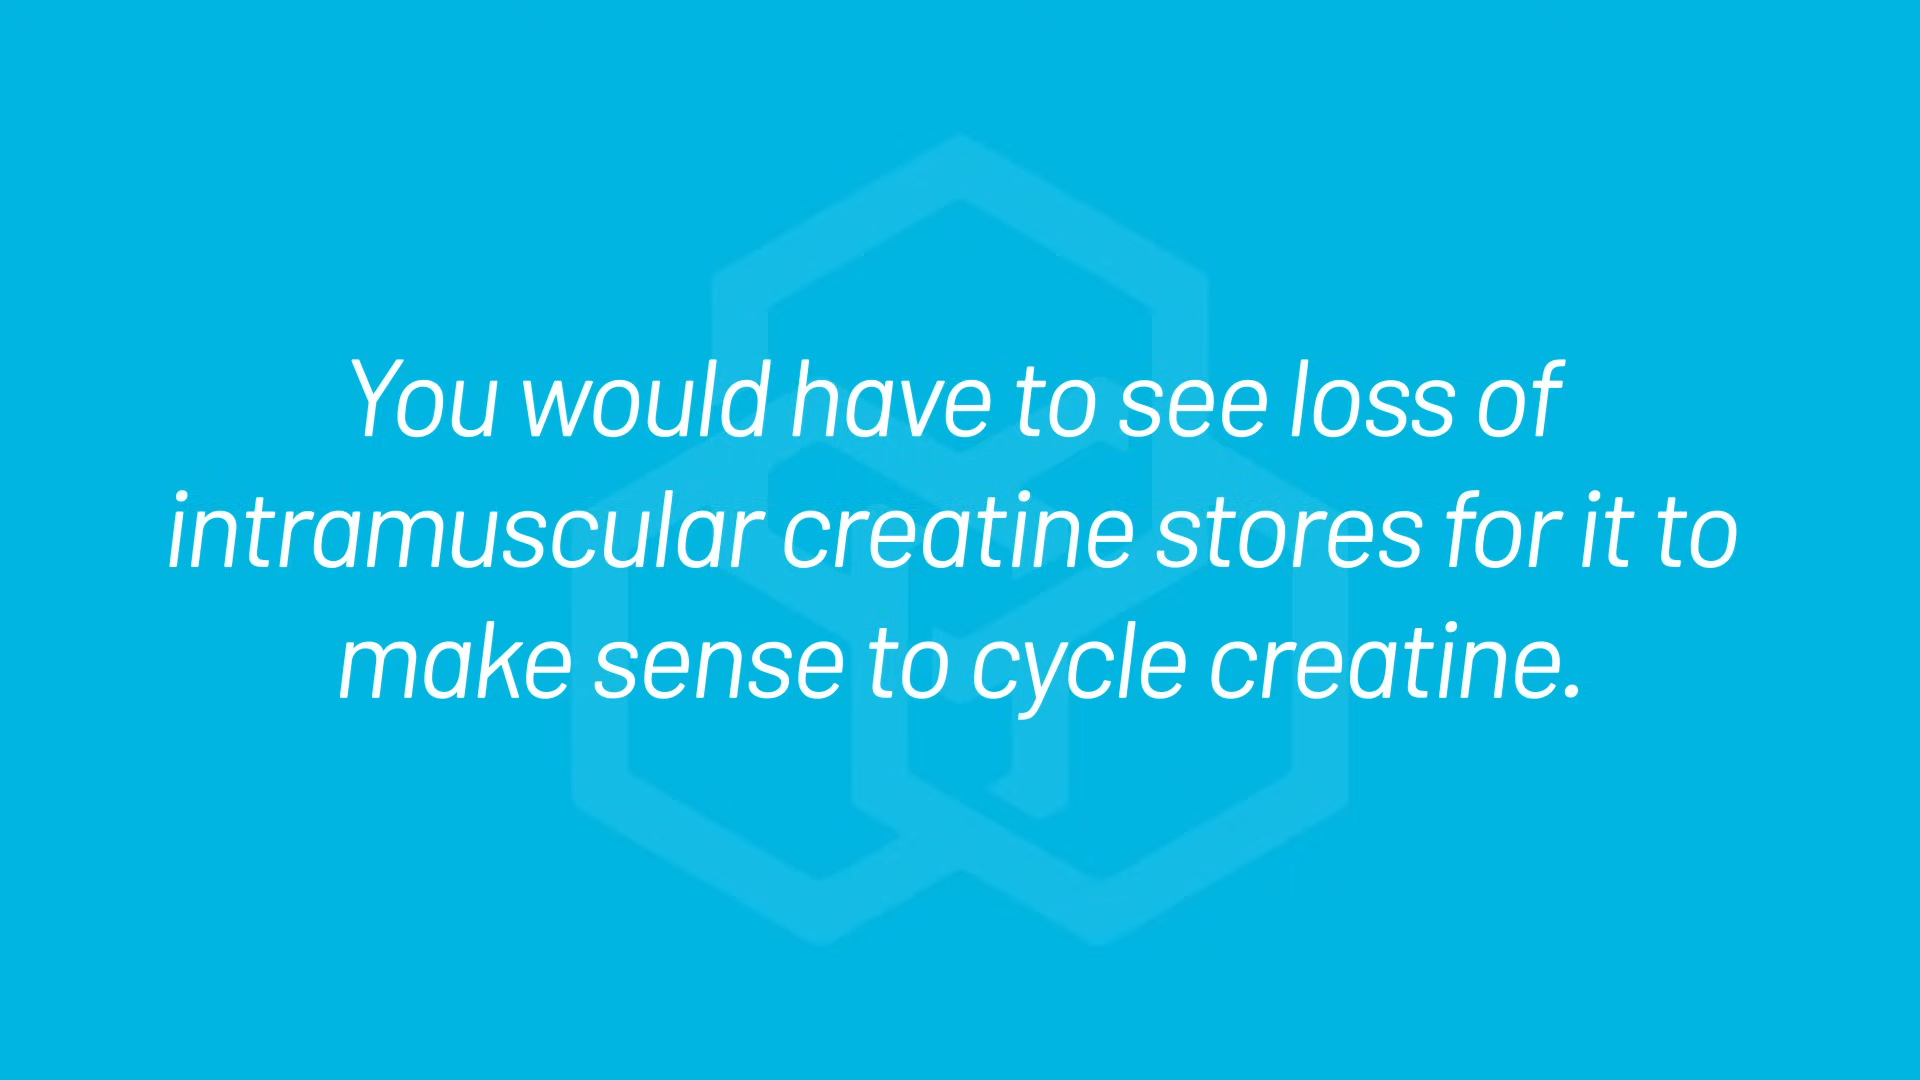 You would have to see loss of
intramuscular creatine stores for it to
make sense to cycle creatine.